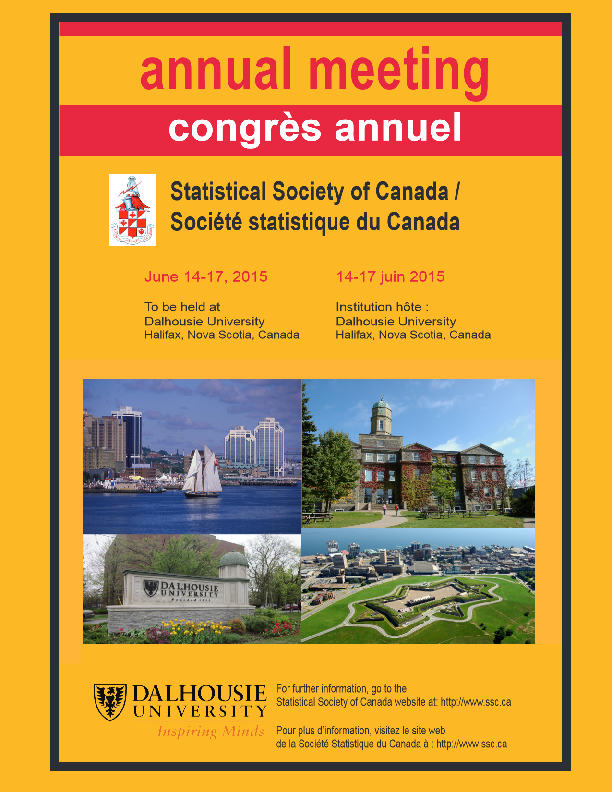 annual meeting
congrès annuel
Statistical Society of Canada /
Société statistique du Canada
June 14-17, 2015
To be held at
Dalhousie University
Halifax, Nova Scotia, Canada
14-17 juin 2015
Institution hôte :
Dalhousie University
Halifax, Nova Scotia, Canada
DALHOUSIE
UNIVERSITY
DALHOUSIE
UNIVERSITY
Inspiring Minds
For further information, go to the
Statistical Society of Canada website at: http://www.ssc.ca
Pour plus d'information, visitez le site web
de la Société Statistique du Canada à : http://www.ssc.ca